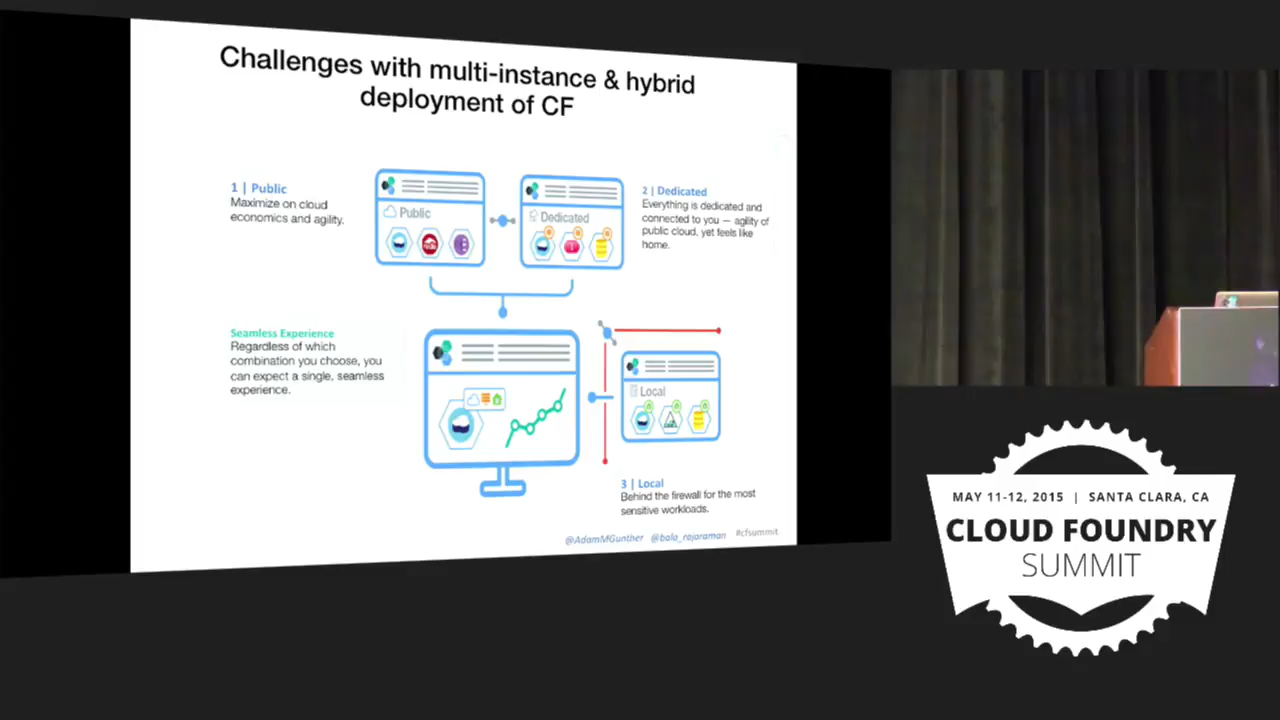 Challenges with multi-instance & hybrid
deployment of CF
1 | Public
Maximize on cloud
economics and agility.
Public
Dedicated
2 | Dedicated
Everything is dedicated and
connected to you — agility of
public cloud, yet feels like
home.
Seamless Experience
Regardless of which
combination you choose, you
can expect a single, seamless
experience.
Local
3 | Local
Behind the firewall for the most
sensitive workloads.
@AdamMGunther @bala_rajaraman #cfsummit
MAY 11-12, 2015 | SANTA CLARA, CA
CLOUD FOUNDRY
SUMMIT